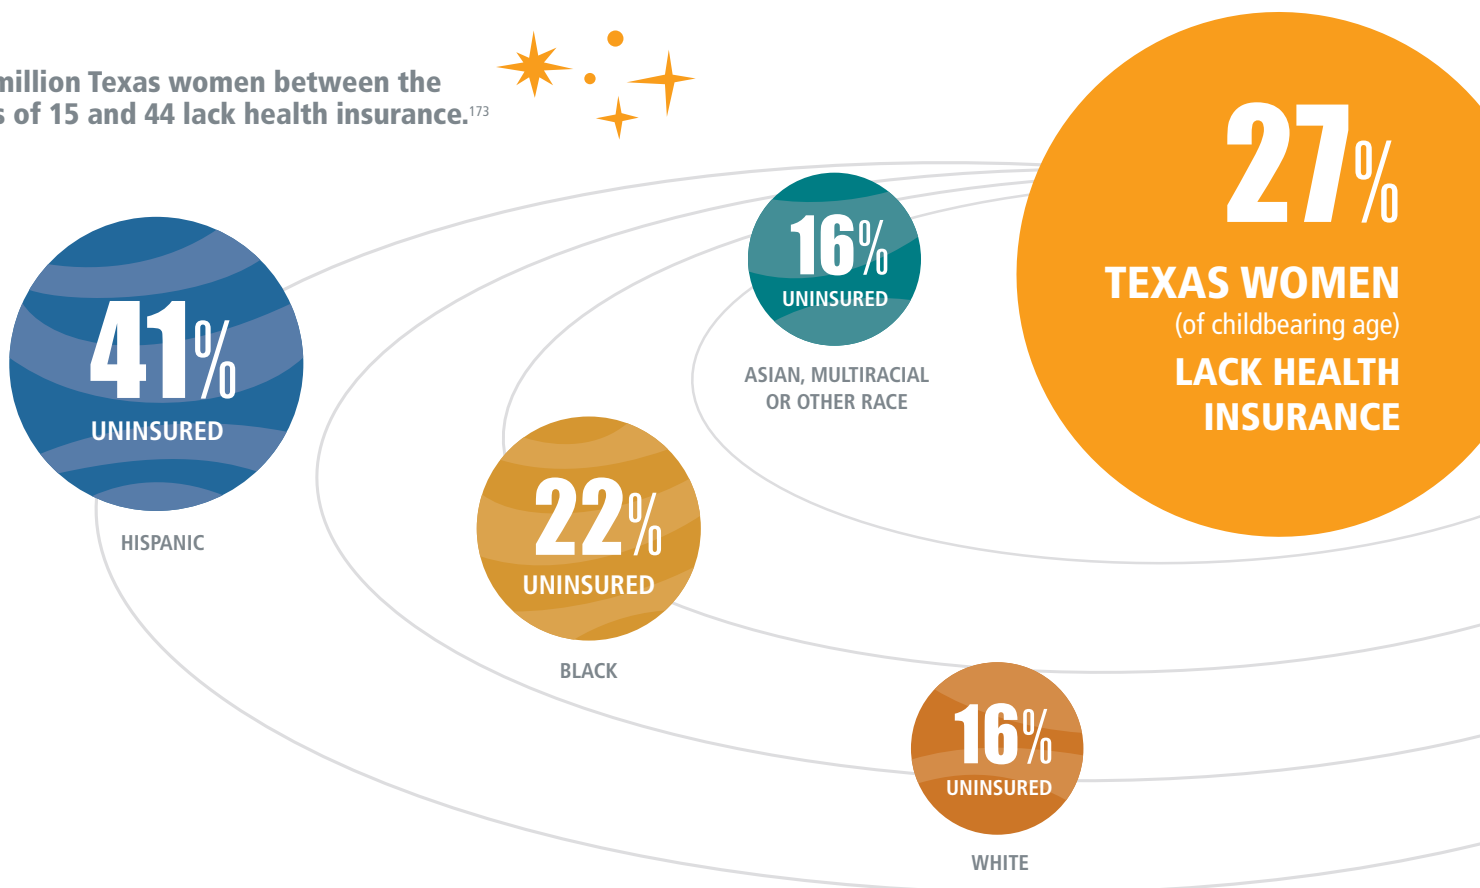 million Texas women between the
s of 15 and 44 lack health insurance.173
27%
TEXAS WOMEN
(of childbearing age)
LACK HEALTH
INSURANCE
16%
UNINSURED
ASIAN, MULTIRACIAL
OR OTHER RACE
41%
UNINSURED
HISPANIC
22%
UNINSURED
BLACK
16%
UNINSURED
WHITE